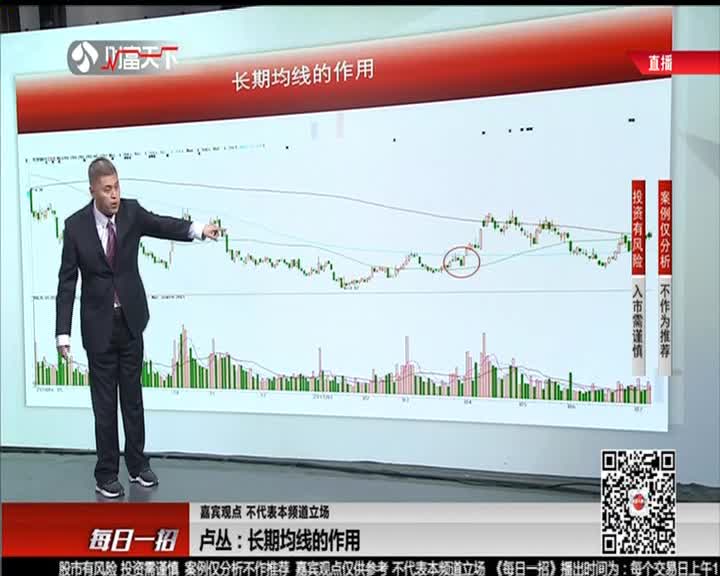 财富天下
直播
长期均线的作用
案例仅分析 不作为推荐
投资有风险 入市需谨慎
嘉宾观点 不代表本频道立场
每日一招
卢丛：长期均线的作用
股市有风险 投资需谨慎 案例仅分析不作推荐 嘉宾观点仅供参考 不代表本频道立场 《每日一招》播出时间为：每个交易日上午1